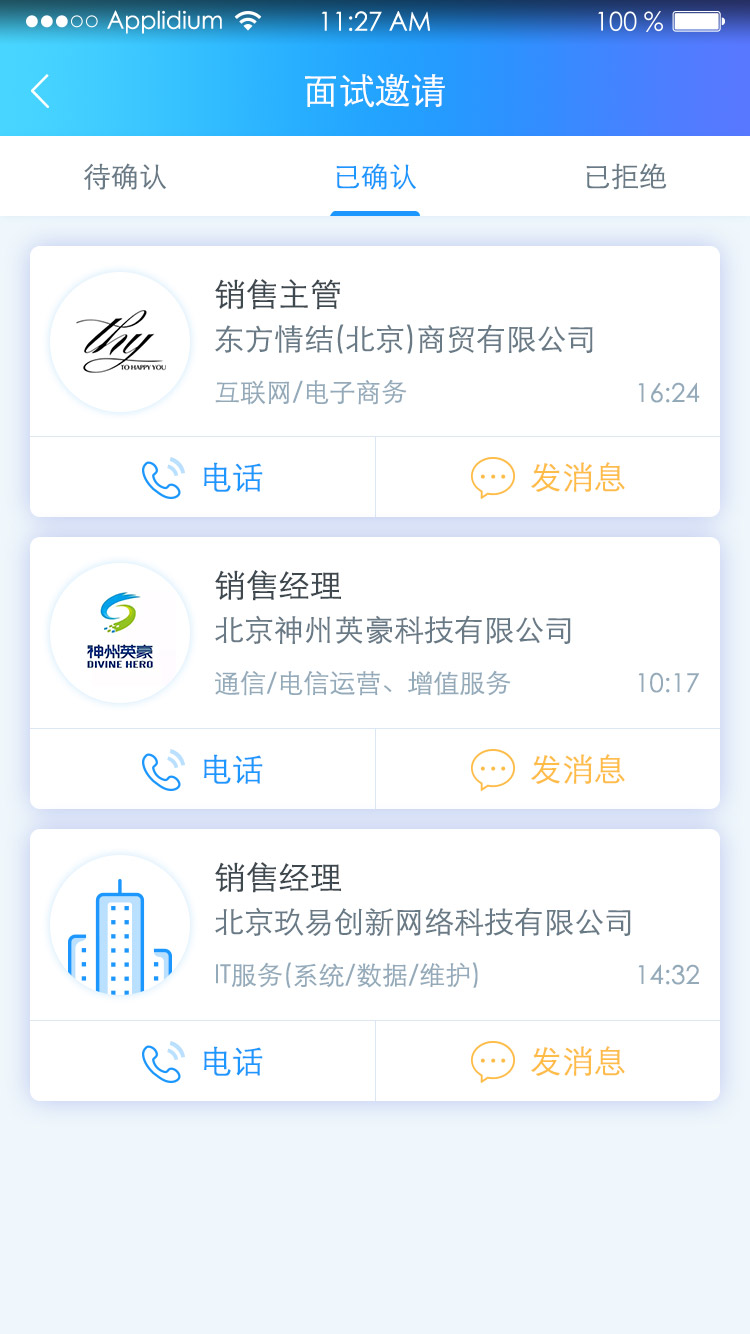 Applidium 11:27 AM 100 %
面试邀请
待确认 已确认 已拒绝
销售主管
东方情结(北京)商贸有限公司
thy
TO HAPPY YOU
互联网/电子商务 16:24
电话 发消息
销售经理
北京神州英豪科技有限公司
神州英豪
DIVINE HERO
通信/电信运营、增值服务 10:17
电话 发消息
销售经理
北京玖易创新网络科技有限公司
IT服务(系统/数据/维护) 14:32
电话 发消息